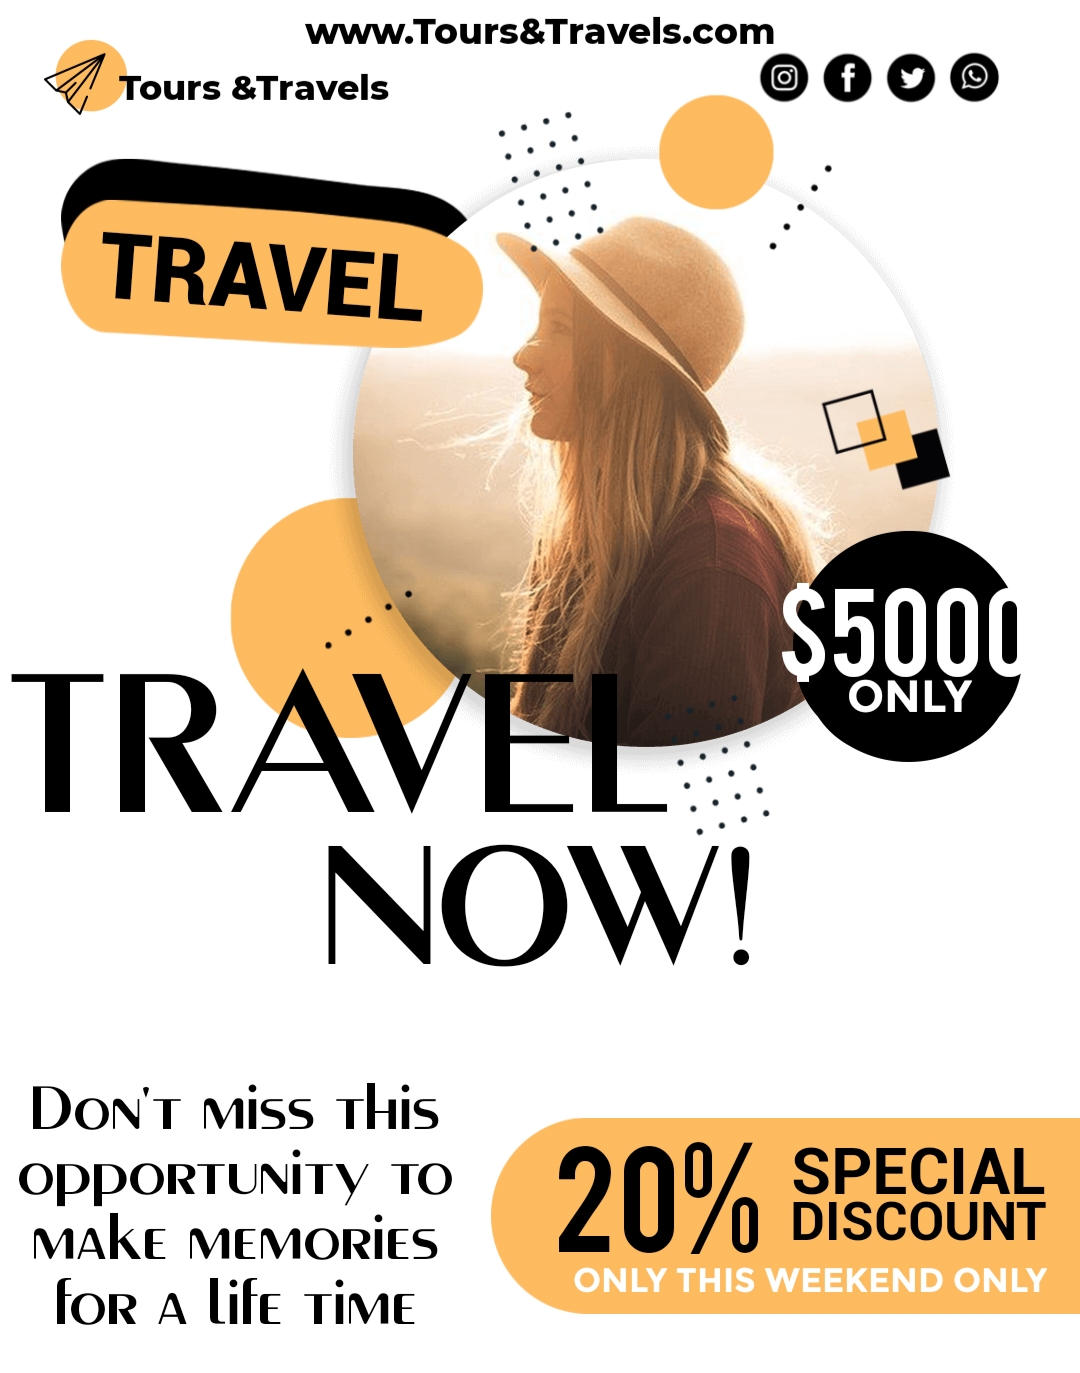 www.Tours&Travels.com
Tours &Travels
TRAVEL
$5000
ONLY
TRAVEL
NOW!
Don't miss this
opportunity to
make memories
for a life time
20%
SPECIAL
DISCOUNT
ONLY THIS WEEKEND ONLY